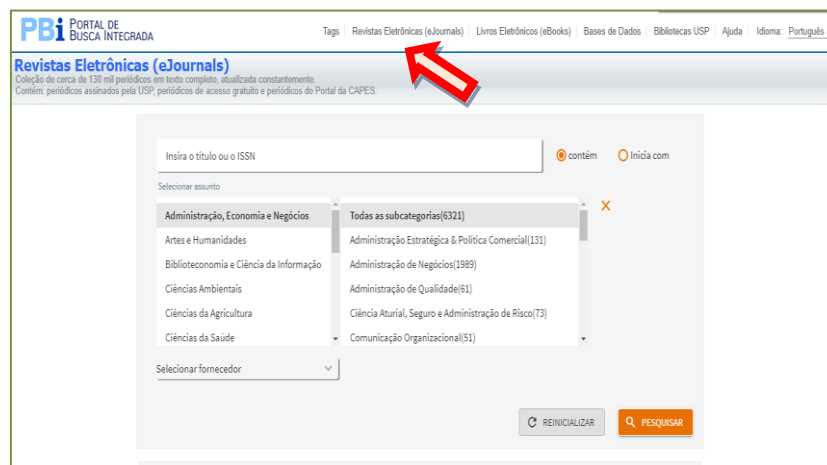 PBi PORTAL DE BUSCA INTEGRADA
Tags Revistas Eletrônicas (eJournals) Livros Eletrônicos (eBooks) Bases de Dados Bibliotecas USP Ajuda Idioma: Português
Revistas Eletrônicas (eJournals)
Coleção de cerca de 130 mil periódicos em texto completo, atualizada constantemente.
Contém: periódicos assinados pela USP, periódicos de acesso gratuito e periódicos do Portal da CAPES.
Insira o título ou o ISSN
contém Inicia com
Selecionar assunto
Administração, Economia e Negócios Todas as subcategorias(6321)
Artes e Humanidades Administração Estratégica & Política Comercial(131)
Biblioteconomia e Ciência da Informação Administração de Negócios(1989)
Ciências Ambientais Administração de Qualidade(61)
Ciências da Agricultura Ciência Aturial, Seguro e Administração de Risco(73)
Ciências da Saúde Comunicação Organizacional(51)
Selecionar fornecedor
REINICIALIZAR PESQUISAR